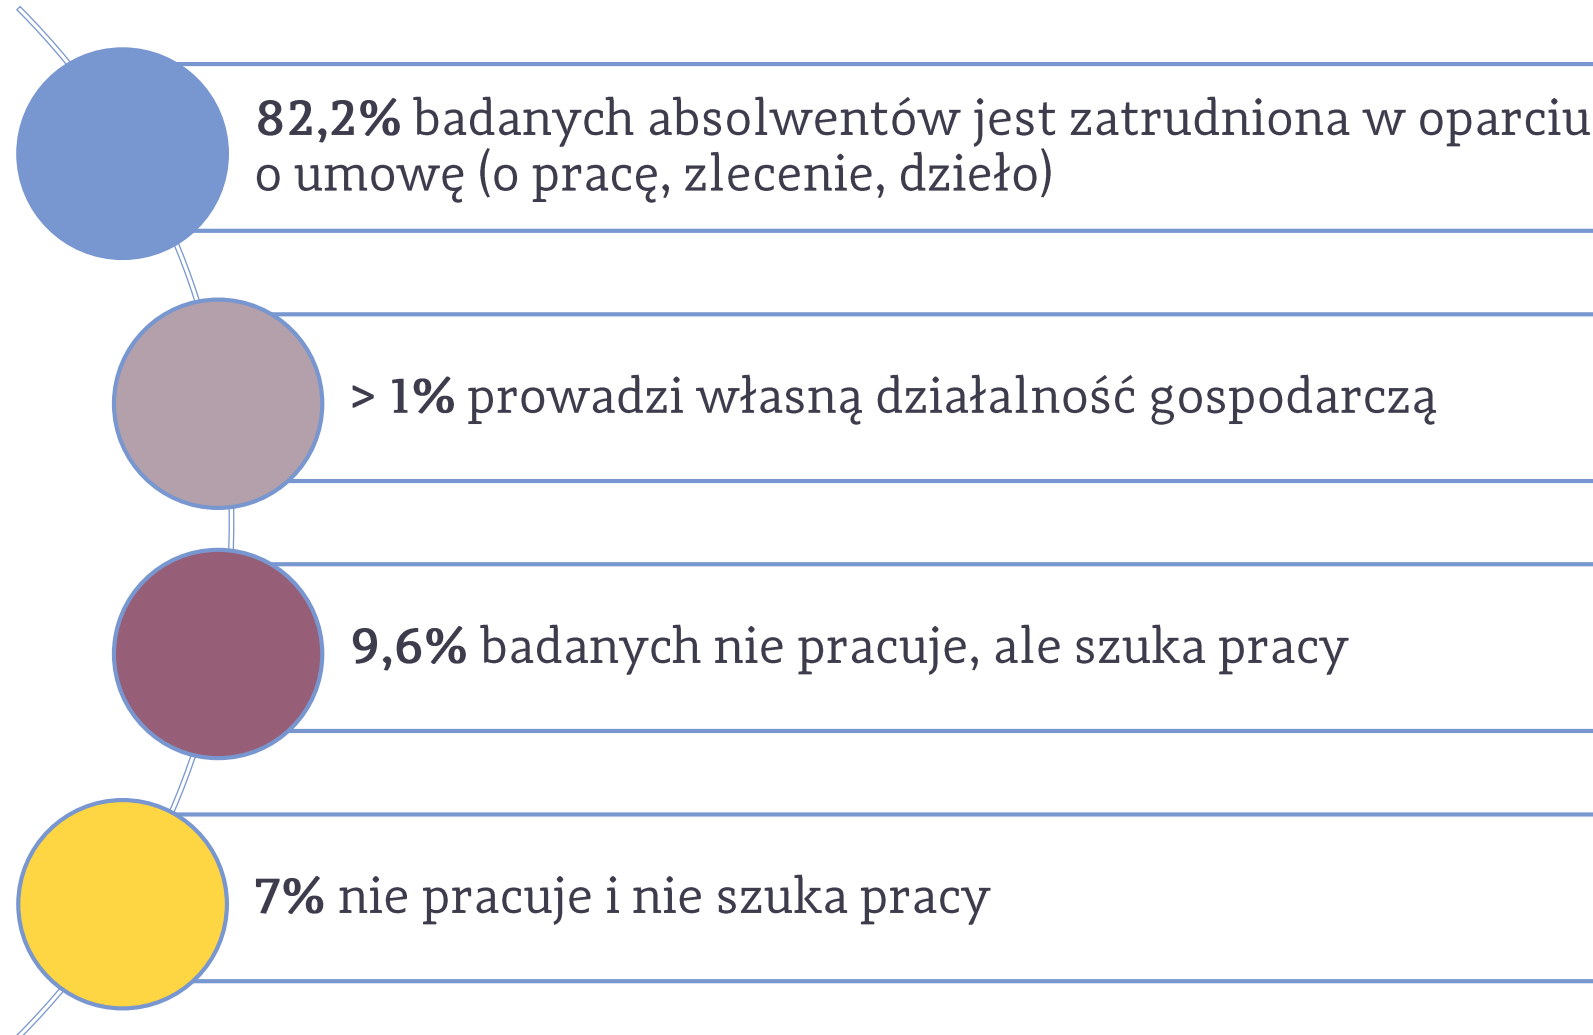 82,2% badanych absolwentów jest zatrudniona w oparciu
o umowę (o pracę, zlecenie, dzieło)
> 1% prowadzi własną działalność gospodarczą
9,6% badanych nie pracuje, ale szuka pracy
7% nie pracuje i nie szuka pracy